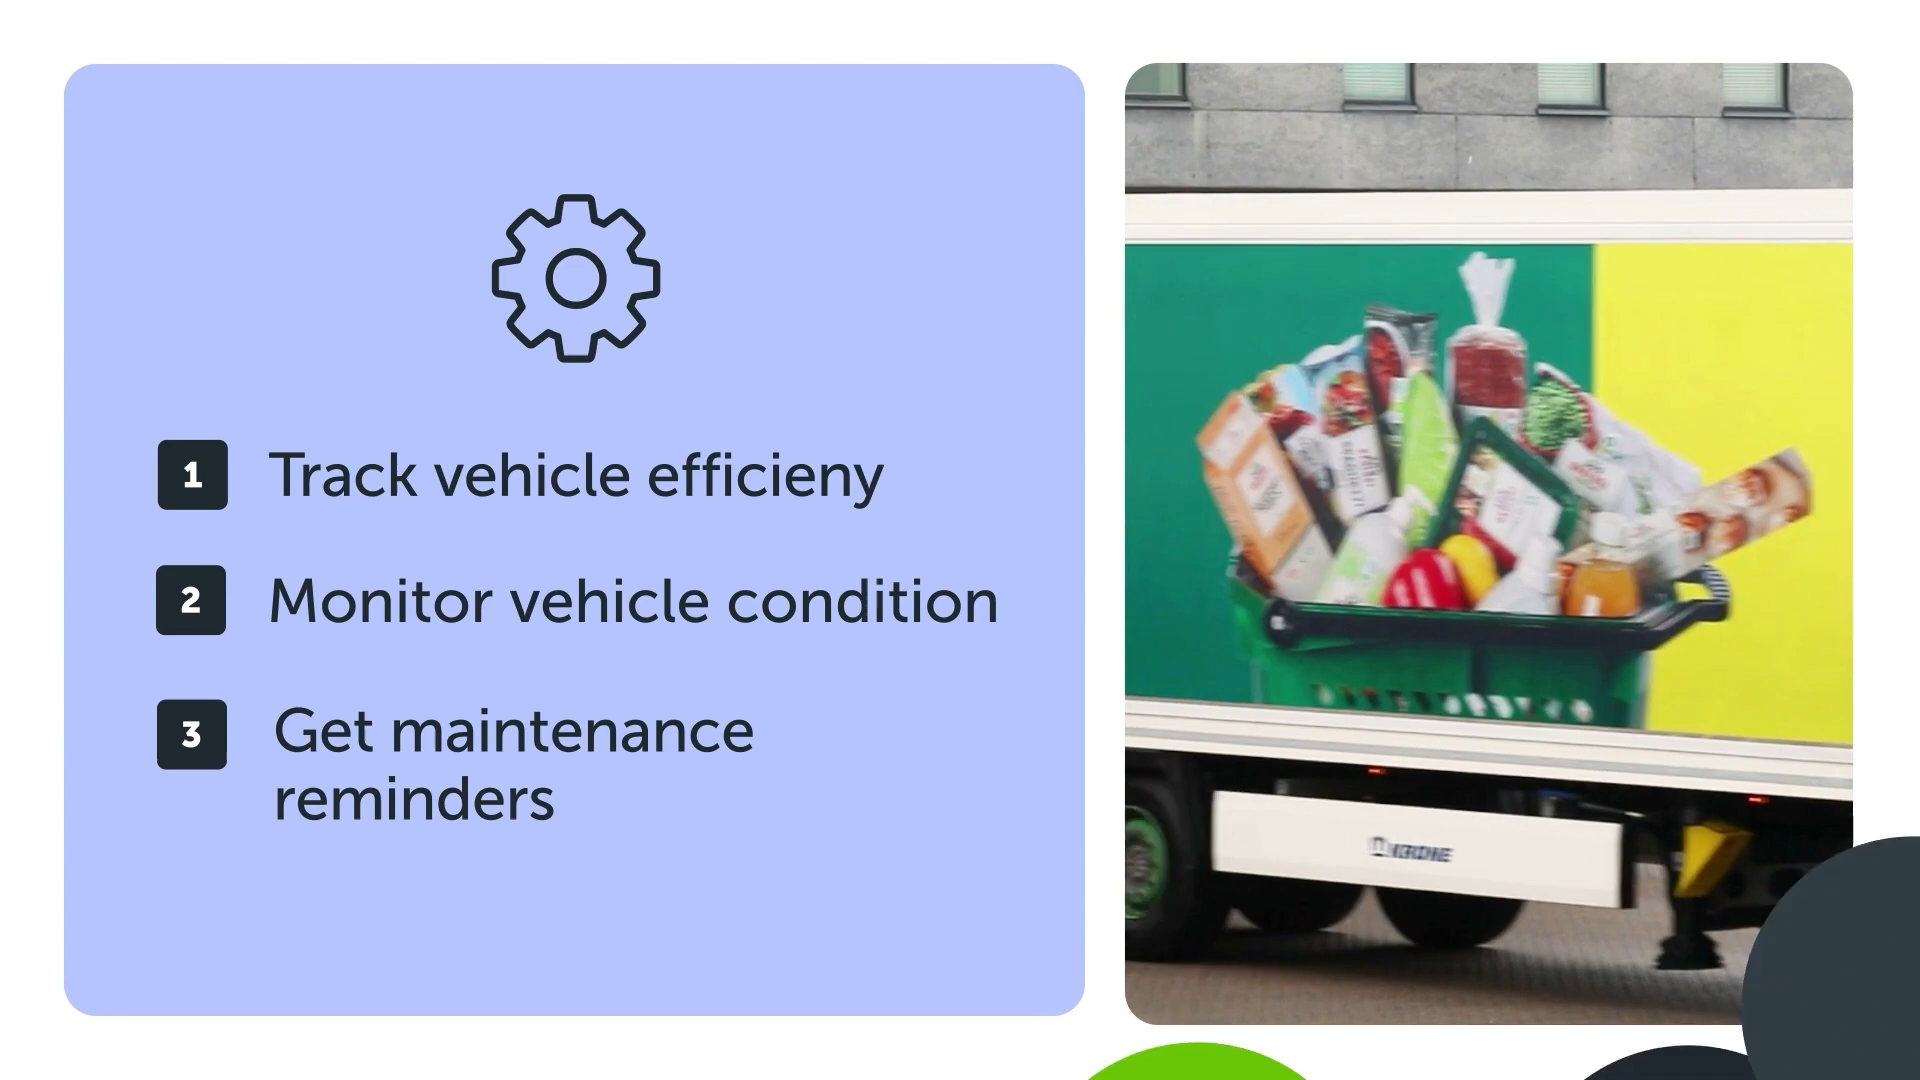 1 Track vehicle efficieny
2 Monitor vehicle condition
3 Get maintenance
reminders
KRONE